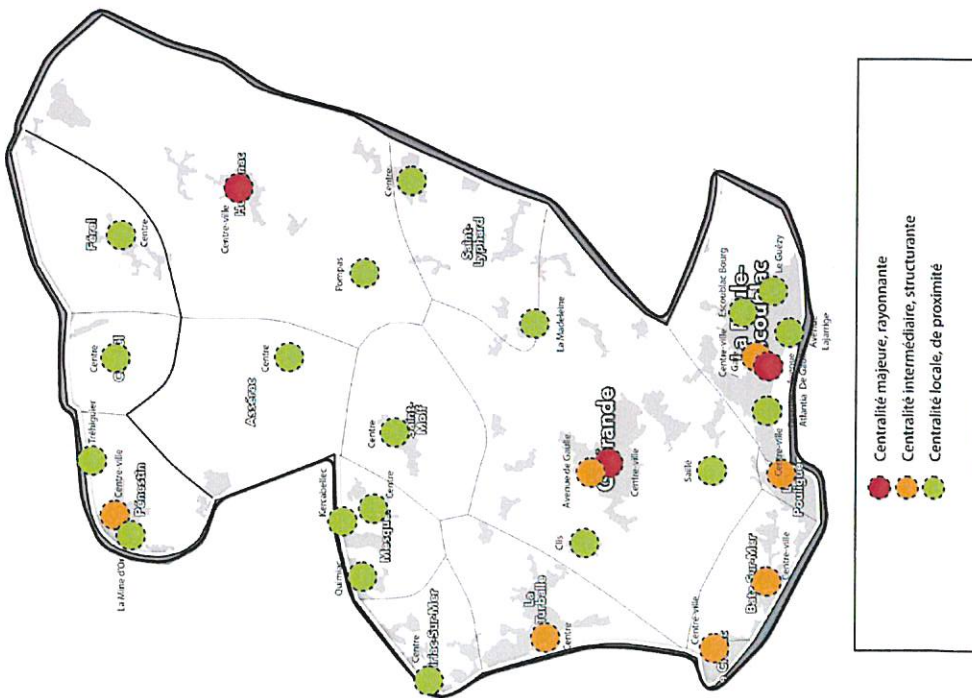 Férel
Centre
Centre-ville
Centre
Tréhiguier
Centre-ville
Pénestin
La Mine d'Or
Centre
Assérac
Pompas
Centre
Saint-
Lyphard
La Madeleine
Centre
Saint-
Molf
Kercabellec
Centre
Quimiac
Centre
La
Turballe
Centre
Clis
Avenue de Gaulle
Centre-ville
Saillé
Escoublac Bourg
Le Guézy
Centre-ville
Avenue
Lajarrige
Atlantia
Centre-ville
Pouliguen
Batz-Sur-Mer
Centre-ville
Centre-ville
Centralité majeure, rayonnante
Centralité intermédiaire, structurante
Centralité locale, de proximité